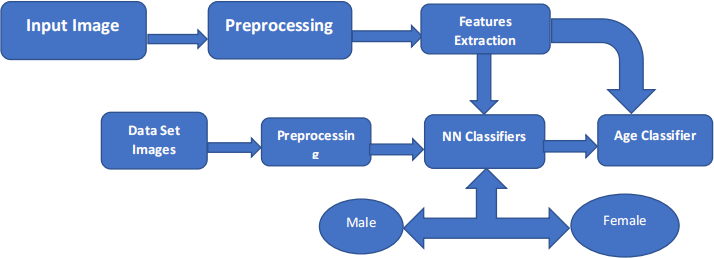 Input Image
Preprocessing
Features
Extraction
Data Set
Images
Preprocessin
g
NN Classifiers
Age Classifier
Male
Female